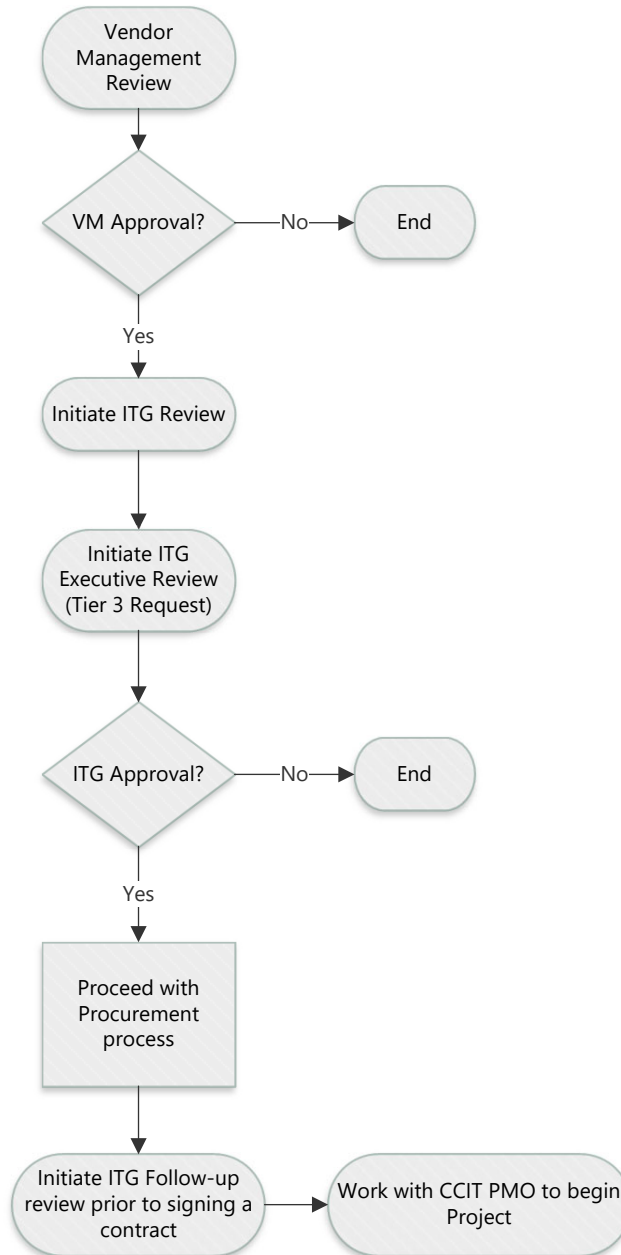 Vendor
Management
Review
VM Approval?
No
End
Yes
Initiate ITG Review
Initiate ITG
Executive Review
(Tier 3 Request)
ITG Approval?
No
End
Yes
Proceed with
Procurement
process
Initiate ITG Follow-up
review prior to signing a
contract
Work with CCIT PMO to begin
Project